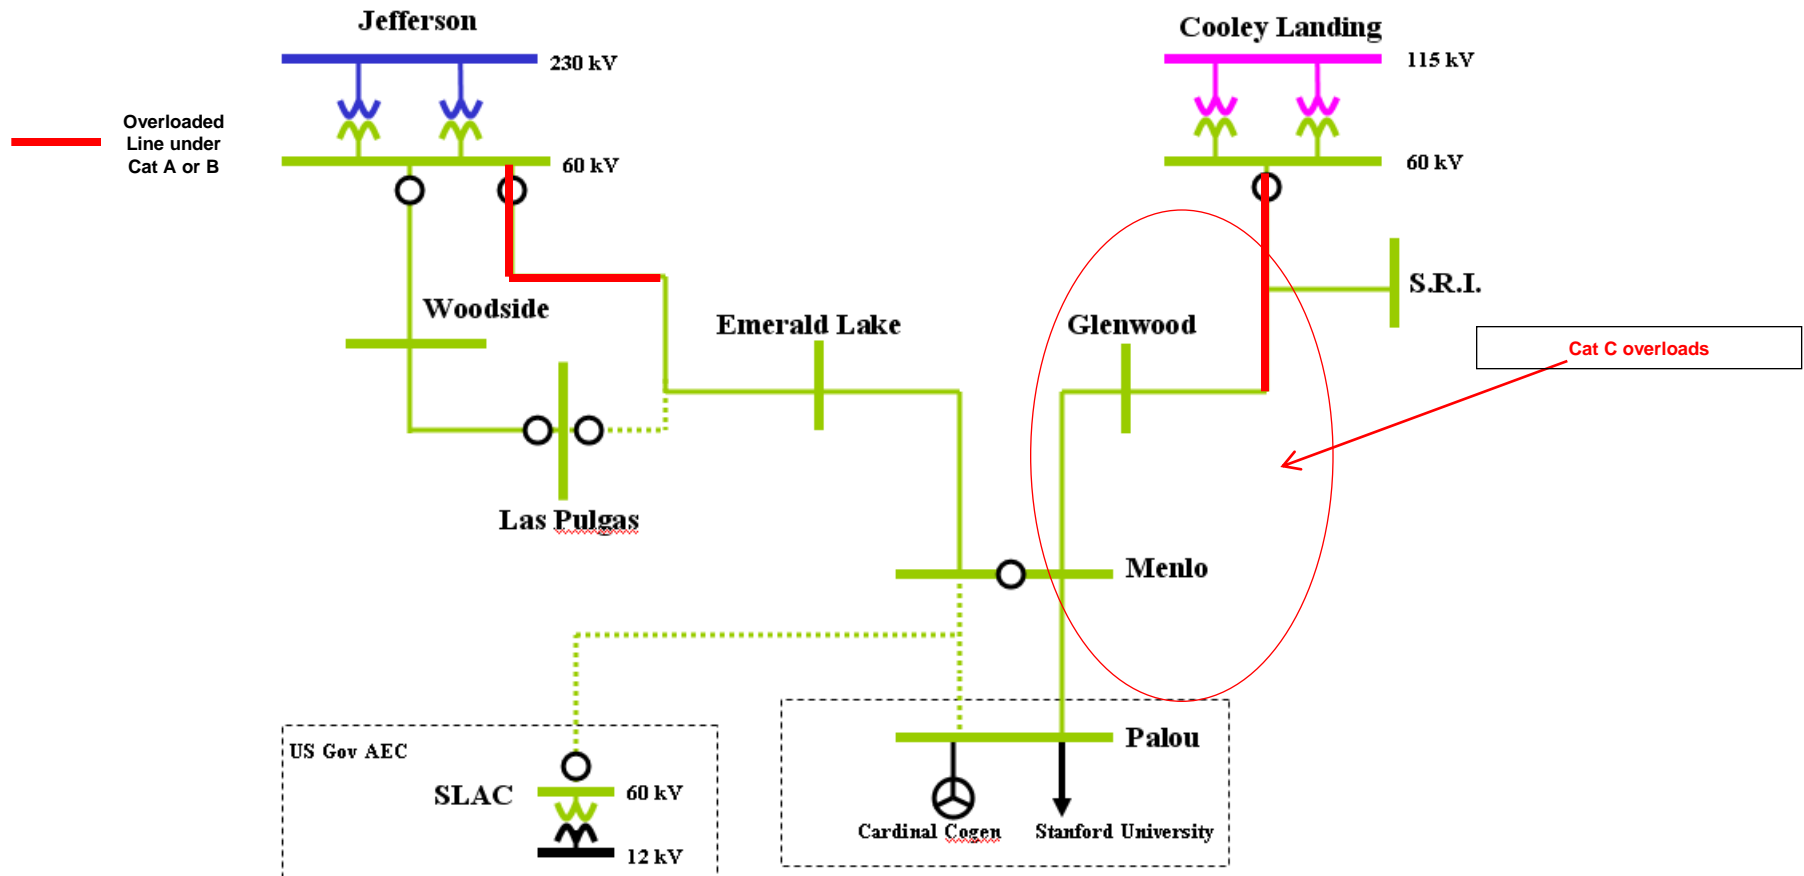 Jefferson
230 kV
60 kV
Cooley Landing
115 kV
60 kV
Overloaded
Line under
Cat A or B
Woodside
Emerald Lake
Glenwood
S.R.I.
Cat C overloads
Las Pulgas
Menlo
Palou
US Gov AEC
SLAC
60 kV
12 kV
Cardinal Cogen
Stanford University